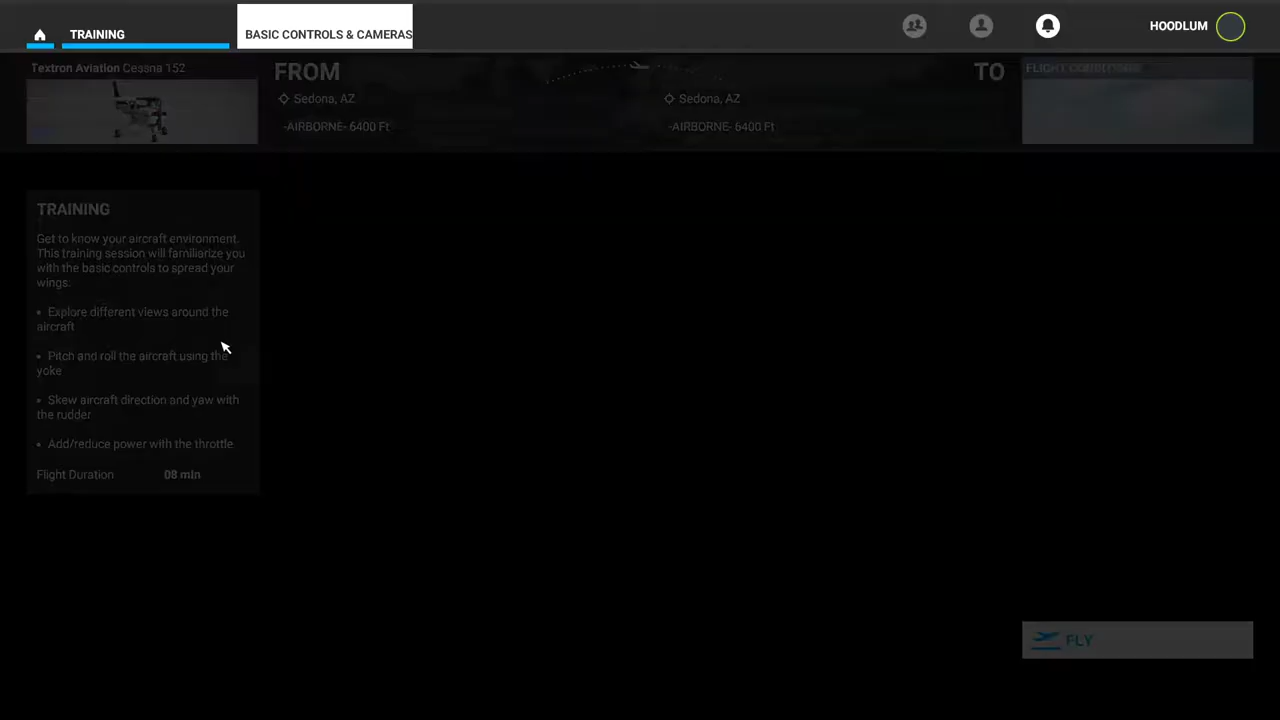 TRAINING
BASIC CONTROLS & CAMERAS
HOODLUM
Textron Aviation Cessna 152
FROM
TO
FLIGHT CONDITIONS
Sedona, AZ
Sedona, AZ
-AIRBORNE- 6400 Ft
-AIRBORNE- 6400 Ft
TRAINING
Get to know your aircraft environment.
This training session will familiarize you
with the basic controls to spread your
wings.
• Explore different views around the
aircraft
• Pitch and roll the aircraft using the
yoke
• Skew aircraft direction and yaw with
the rudder
• Add/reduce power with the throttle
Flight Duration 08 min
FLY